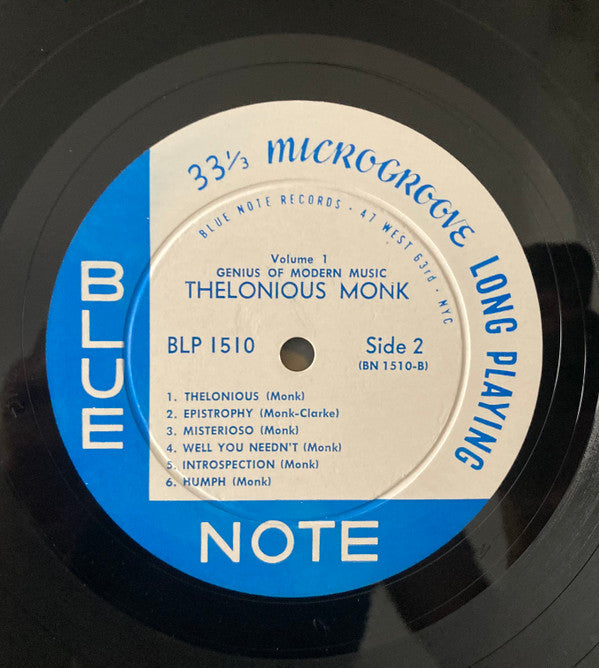 33⅓ MICROGROOVE LONG PLAYING
BLUE NOTE RECORDS • 47 WEST 63rd • NYC
Volume 1
GENIUS OF MODERN MUSIC
THELONIOUS MONK
BLP 1510
Side 2
(BN 1510-B)
1. THELONIOUS (Monk)
2. EPISTROPHY (Monk-Clarke)
3. MISTERIOSO (Monk)
4. WELL YOU NEEDN'T (Monk)
5. INTROSPECTION (Monk)
6. HUMPH (Monk)
BLUE
NOTE